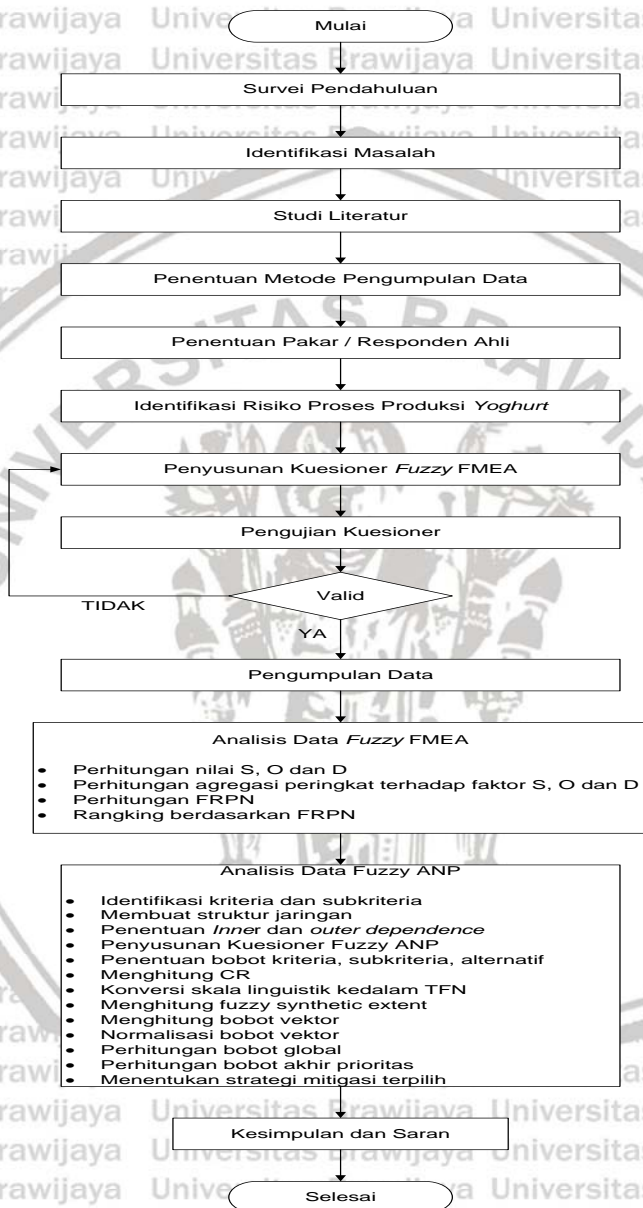 Mulai
Survei Pendahuluan
Identifikasi Masalah
Studi Literatur
Penentuan Metode Pengumpulan Data
Penentuan Pakar / Responden Ahli
Identifikasi Risiko Proses Produksi Yoghurt
Penyusunan Kuesioner Fuzzy FMEA
Pengujian Kuesioner
Valid
TIDAK
YA
Pengumpulan Data
Analisis Data Fuzzy FMEA
• Perhitungan nilai S, O dan D
• Perhitungan agregasi peringkat terhadap faktor S, O dan D
• Perhitungan FRPN
• Rangking berdasarkan FRPN
Analisis Data Fuzzy ANP
• Identifikasi kriteria dan subkriteria
• Membuat struktur jaringan
• Penentuan Inner dan outer dependence
• Penyusunan Kuesioner Fuzzy ANP
• Penentuan bobot kriteria, subkriteria, alternatif
• Menghitung CR
• Konversi skala linguistik kedalam TFN
• Menghitung fuzzy synthetic extent
• Menghitung bobot vektor
• Normalisasi bobot vektor
• Perhitungan bobot global
• Perhitungan bobot akhir prioritas
• Menentukan strategi mitigasi terpilih
Kesimpulan dan Saran
Selesai